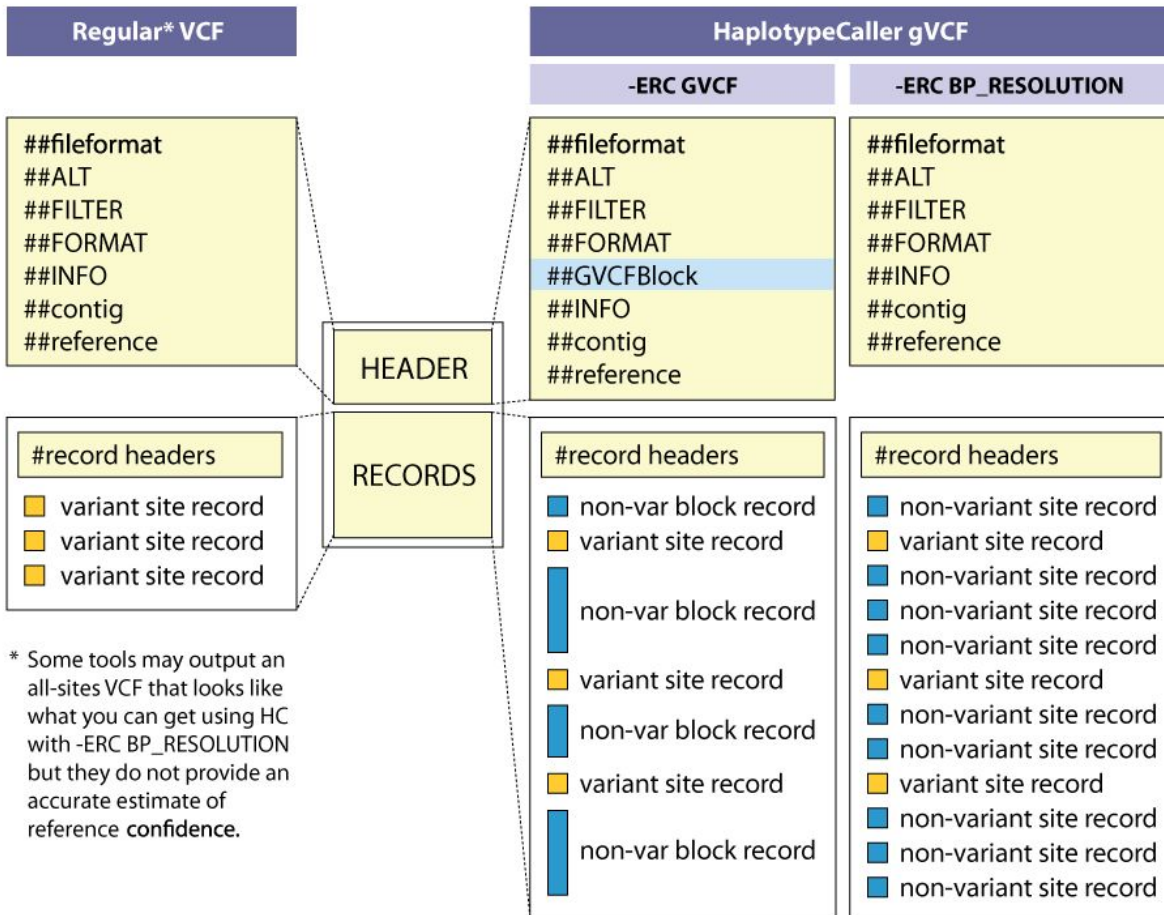 Regular* VCF
##fileformat
##ALT
##FILTER
##FORMAT
##INFO
##contig
##reference
#record headers
variant site record
variant site record
variant site record
* Some tools may output an
all-sites VCF that looks like
what you can get using HC
with -ERC BP_RESOLUTION
but they do not provide an
accurate estimate of
reference confidence.
HEADER
RECORDS
HaplotypeCaller gVCF
-ERC GVCF
##fileformat
##ALT
##FILTER
##FORMAT
##GVCFBlock
##INFO
##contig
##reference
#record headers
non-var block record
variant site record
non-var block record
variant site record
non-var block record
variant site record
non-var block record
-ERC BP_RESOLUTION
##fileformat
##ALT
##FILTER
##FORMAT
##INFO
##contig
##reference
#record headers
non-variant site record
variant site record
non-variant site record
non-variant site record
non-variant site record
variant site record
non-variant site record
non-variant site record
variant site record
non-variant site record
non-variant site record
non-variant site record